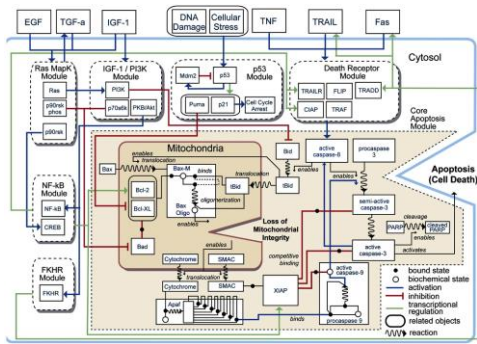 EGF
TGF-a
IGF-1
DNA
Damage
Cellular
Stress
TNF
TRAIL
Fas
Cytosol
Ras MapK
Module
Ras
p90rsk
phos
p90rsk
IGF-1 / PI3K
Module
PI3K
p70s6k
PKB/Akt
p53
Module
Mdm2
p53
Puma
p21
Cell Cycle
Arrest
Death Receptor
Module
TRAILR
FLIP
TRADD
CIAP
TRAF
Core
Apoptosis
Module
Mitochondria
enables
translocation
Bax
Bax-M
binds
oligomerization
Bax
Oligo
enables
Bcl-2
Bcl-XL
Bad
translocation
Bid
tBid
tBid
enables
active
caspase-8
procaspase
3
enables
semi-active
caspase-3
active
caspase-3
Apoptosis
(Cell Death)
cleavage
PARP
cleaved
PARP
enables
activates
Loss of
Mitochondrial
Integrity
competitive
binding
enables
Cytochrome
SMAC
translocation
Cytochrome
SMAC
XIAP
Apaf
binds
active
caspase-9
procaspase 9
NF-kB
Module
NF-kB
CREB
FKHR
Module
FKHR
bound state
biochemical state
activation
inhibition
transcriptional
regulation
related objects
reaction